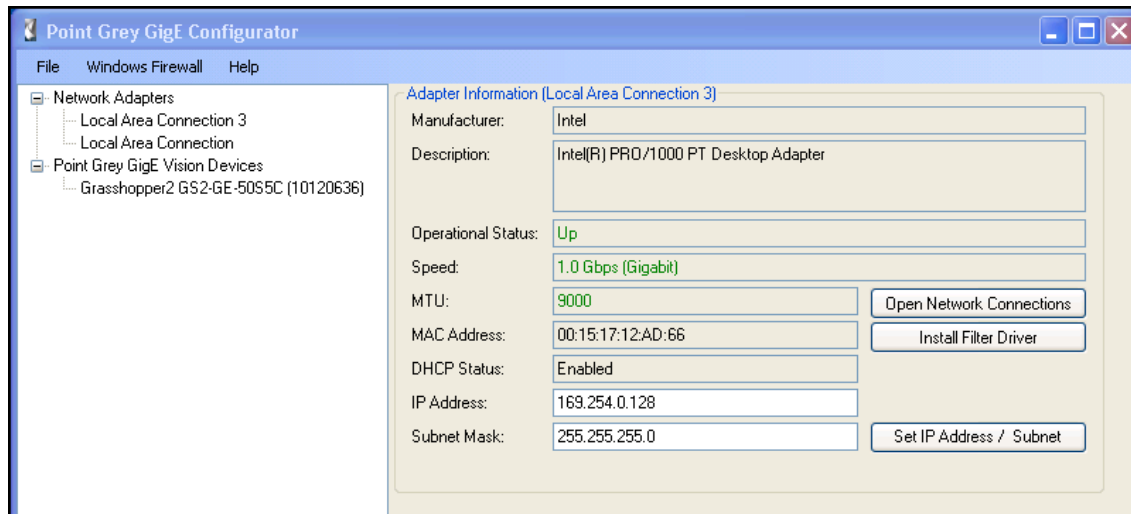 Point Grey GigE Configurator
File Windows Firewall Help
Network Adapters
Local Area Connection 3
Local Area Connection
Point Grey GigE Vision Devices
Grasshopper2 GS2-GE-50S5C (10120636)
Adapter Information (Local Area Connection 3)
Manufacturer: Intel
Description: Intel(R) PRO/1000 PT Desktop Adapter
Operational Status: Up
Speed: 1.0 Gbps (Gigabit)
MTU: 9000 Open Network Connections
MAC Address: 00:15:17:12:AD:66 Install Filter Driver
DHCP Status: Enabled
IP Address: 169.254.0.128
Subnet Mask: 255.255.255.0 Set IP Address / Subnet